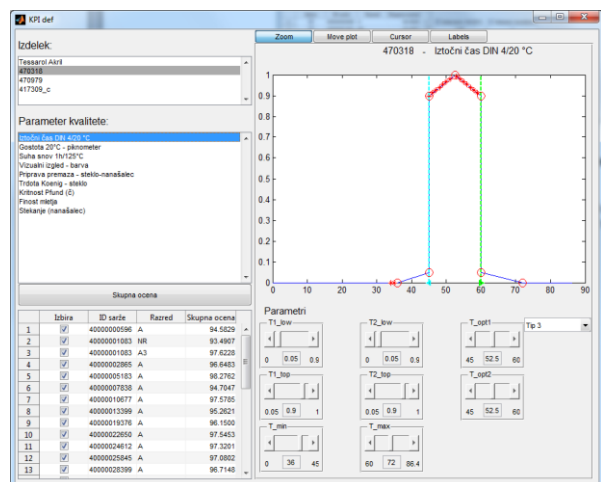 KPI def
Izdelek:
Tessarol Akril
470318
470979
417309_c
Parameter kvalitete:
Iztočni čas DIN 4/20 °C
Gostota 20°C - piknometer
Suha snov 1h/125°C
Vizualni izgled - barva
Priprava premaza - steklo-nanašalec
Trdota Koenig - steklo
Kritnost Pfund (č)
Finost mletja
Stekanje (nanašalec)
Skupna ocena
Izbira ID sarže Razred Skupna ocena
1 40000000596 A 94.5829
2 40000001083 NR 93.4907
3 40000001083 A3 97.6228
4 40000002865 A 96.6483
5 40000005183 A 98.2762
6 40000007838 A 94.7047
7 40000010677 A 97.5785
8 40000013399 A 95.2621
9 40000019376 A 96.1500
10 40000022650 A 97.5453
11 40000024612 A 97.3201
12 40000025845 A 97.0802
13 40000028399 A 96.7148
Zoom Move plot Cursor Labels
470318 - Iztočni čas DIN 4/20 °C
1
0.9
0.8
0.7
0.6
0.5
0.4
0.3
0.2
0.1
0
0 10 20 30 40 50 60 70 80 90
Parametri
T1_low T2_low T_opt1 Tip 3
0 0.05 0.9 0 0.05 0.9 45 52.5 60
T1_top T2_top T_opt2
0.05 0.9 1 0.05 0.9 1 45 52.5 60
T_min T_max
0 36 45 60 72 86.4